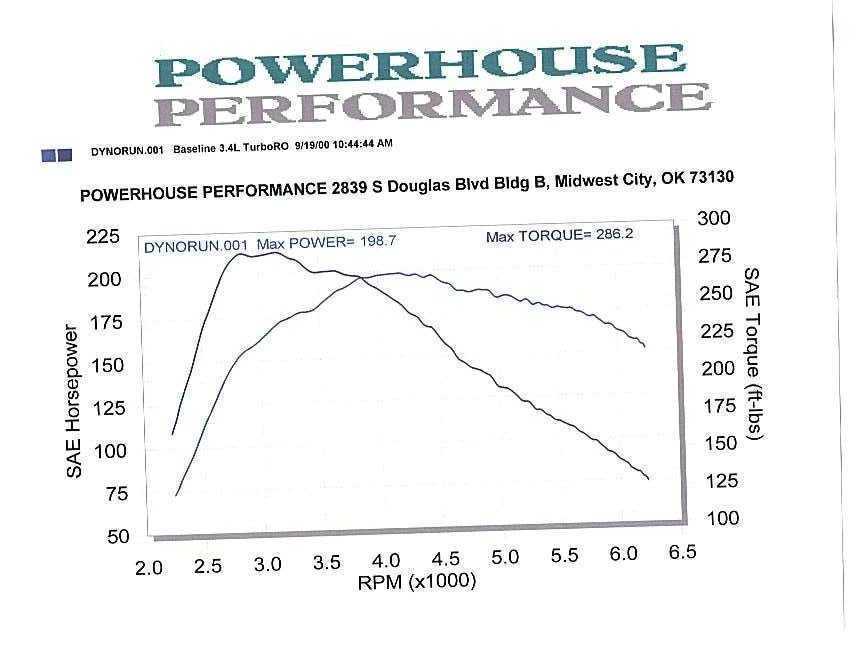 POWERHOUSE
PERFORMANCE
DYNORUN.001 Baseline 3.4L TurboRO 9/19/00 10:44:44 AM
POWERHOUSE PERFORMANCE 2839 S Douglas Blvd Bldg B, Midwest City, OK 73130
DYNORUN.001 Max POWER= 198.7 Max TORQUE= 286.2
225
200
175
150
125
100
75
50
SAE Horsepower
300
275
250
225
200
175
150
125
100
SAE Torque (ft-lbs)
2.0 2.5 3.0 3.5 4.0 4.5 5.0 5.5 6.0 6.5
RPM (x1000)